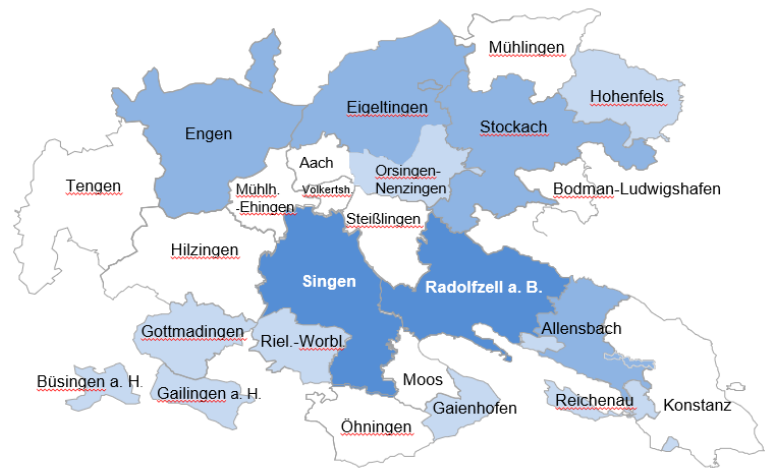 Mühlingen
Hohenfels
Eigeltingen
Engen
Stockach
Aach
Orsingen-
Nenzingen
Tengen
Mühlh.
-Ehingen
Volkertsh.
Bodman-Ludwigshafen
Steißlingen
Hilzingen
Singen
Radolfzell a. B.
Gottmadingen
Riel.-Worbl.
Allensbach
Büsingen a. H.
Gailingen a. H.
Moos
Gaienhofen
Reichenau
Konstanz
Öhningen